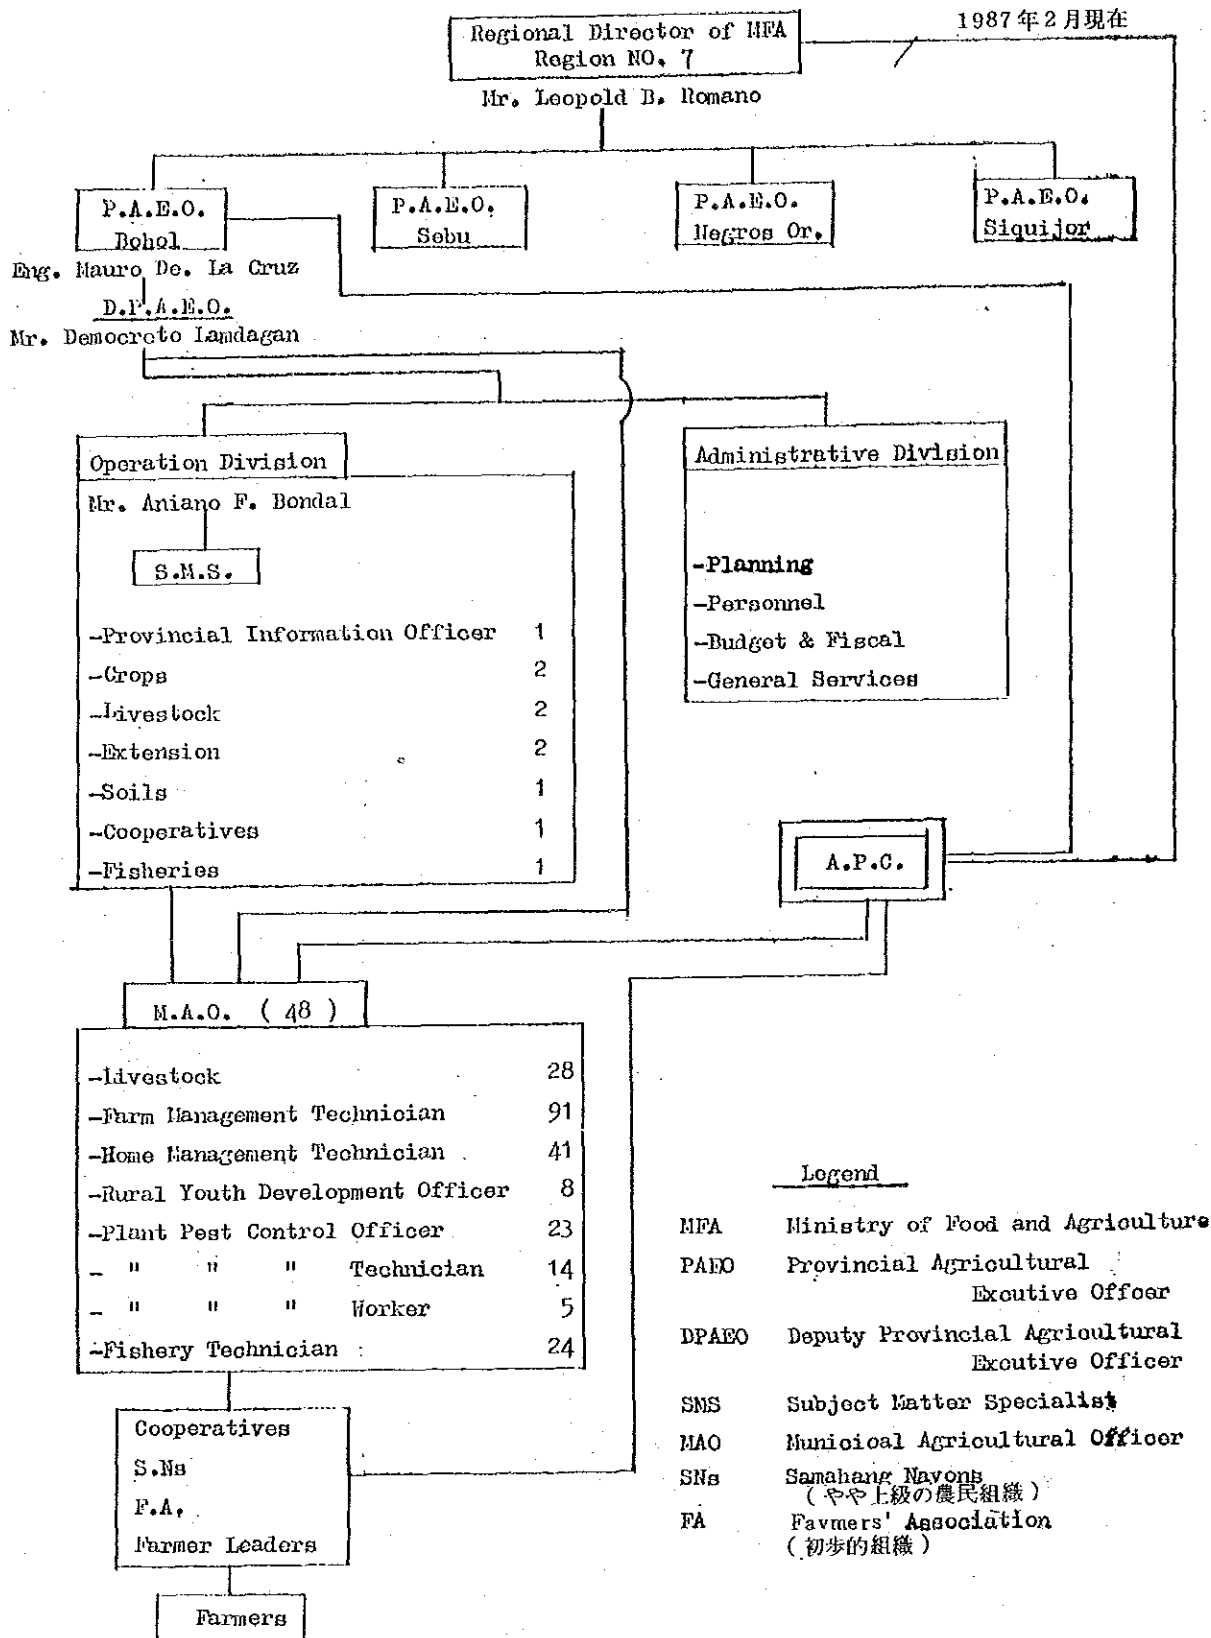 1987年2月現在
Regional Director of MFA
Region NO. 7
Mr. Leopold B. Romano
P.A.E.O.
Bohol
P.A.E.O.
Sebu
P.A.E.O.
Negros Or.
P.A.E.O.
Siquijor
Eng. Mauro De. La Cruz
D.P.A.E.O.
Mr. Democreto Lamdagan
Operation Division
Mr. Aniano F. Bondal
S.M.S.
-Provincial Information Officer 1
-Crops 2
-Livestock 2
-Extension 2
-Soils 1
-Cooperatives 1
-Fisheries 1
Administrative Division
-Planning
-Personnel
-Budget & Fiscal
-General Services
A.P.C.
M.A.O. ( 48 )
-Livestock 28
-Farm Management Technician 91
-Home Management Technician 41
-Rural Youth Development Officer 8
-Plant Pest Control Officer 23
- " " " Technician 14
- " " " Worker 5
-Fishery Technician : 24
Cooperatives
S.Ns
F.A.
Farmer Leaders
Farmers
Legend
MFA Ministry of Food and Agriculture
PAEO Provincial Agricultural
Excutive Offcer
DPAEO Deputy Provincial Agricultural
Excutive Officer
SMS Subject Matter Specialist
MAO Municioal Agricultural Officer
SNs Samahang Nayons
(やや上級の農民組織)
FA Favmers' Association
(初歩的組織)